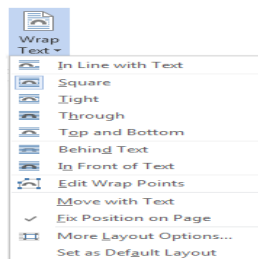 Wrap
Text
In Line with Text
Square
Tight
Through
Top and Bottom
Behind Text
In Front of Text
Edit Wrap Points
Move with Text
Fix Position on Page
More Layout Options...
Set as Default Layout